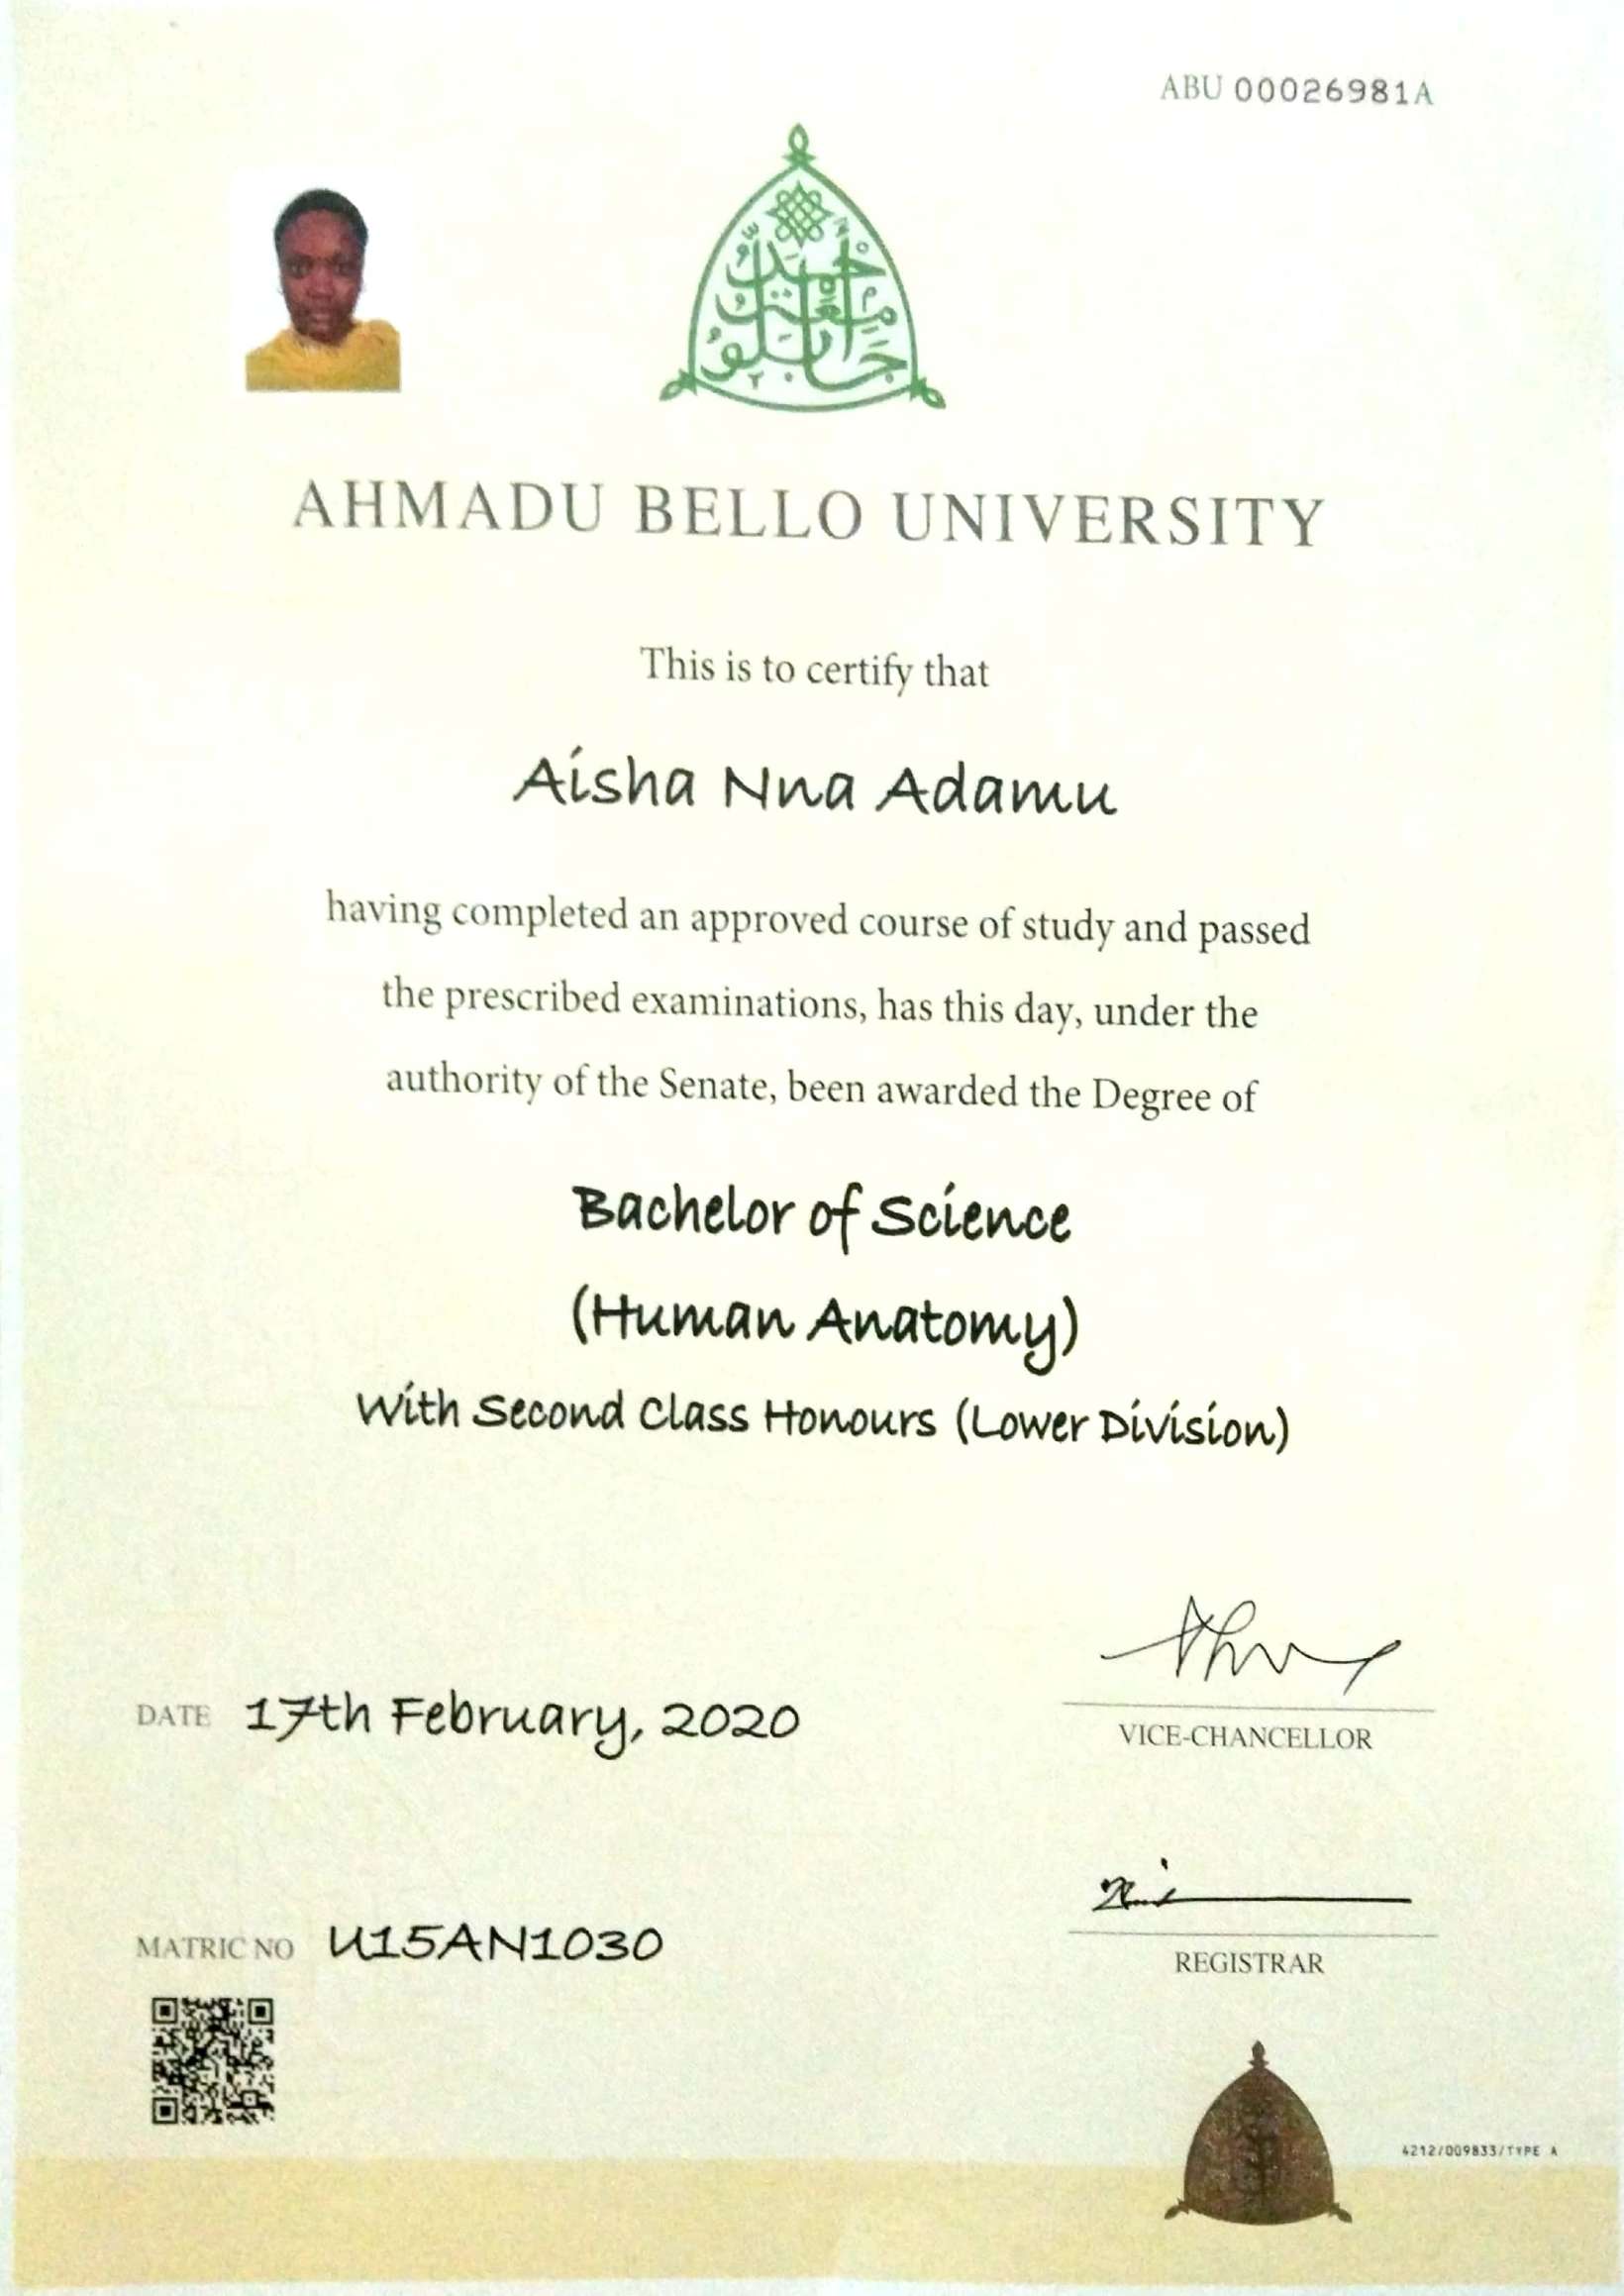 ABU 00026981A
AHMADU BELLO UNIVERSITY
This is to certify that
Aisha Nna Adamu
having completed an approved course of study and passed
the prescribed examinations, has this day, under the
authority of the Senate, been awarded the Degree of
Bachelor of Science
(Human Anatomy)
With Second Class Honours (Lower Division)
DATE 17th February, 2020
VICE-CHANCELLOR
MATRIC NO U15AN1030
REGISTRAR
4212/009833/TYPE A